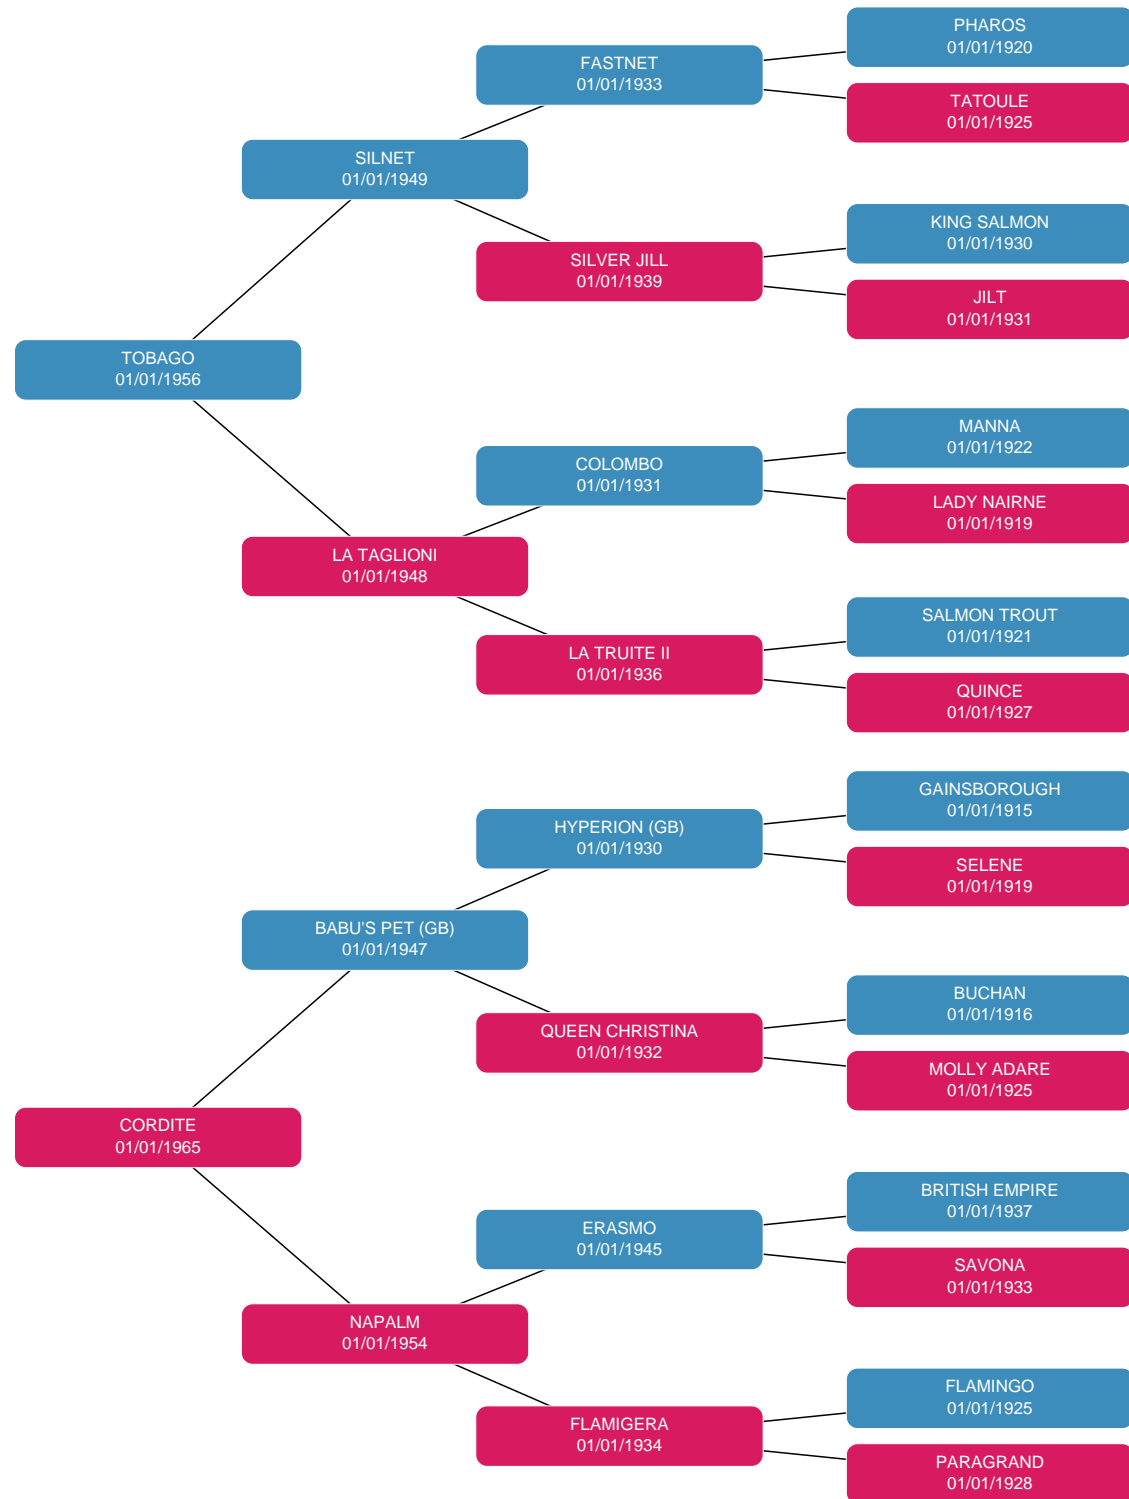 PHAROS
01/01/1920
FASTNET
01/01/1933
TATOULE
01/01/1925
SILNET
01/01/1949
KING SALMON
01/01/1930
SILVER JILL
01/01/1939
JILT
01/01/1931
TOBAGO
01/01/1956
MANNA
01/01/1922
COLOMBO
01/01/1931
LADY NAIRNE
01/01/1919
LA TAGLIONI
01/01/1948
SALMON TROUT
01/01/1921
LA TRUITE II
01/01/1936
QUINCE
01/01/1927
GAINSBOROUGH
01/01/1915
HYPERION (GB)
01/01/1930
SELENE
01/01/1919
BABU'S PET (GB)
01/01/1947
BUCHAN
01/01/1916
QUEEN CHRISTINA
01/01/1932
MOLLY ADARE
01/01/1925
CORDITE
01/01/1965
BRITISH EMPIRE
01/01/1937
ERASMO
01/01/1945
SAVONA
01/01/1933
NAPALM
01/01/1954
FLAMINGO
01/01/1925
FLAMIGERA
01/01/1934
PARAGRAND
01/01/1928